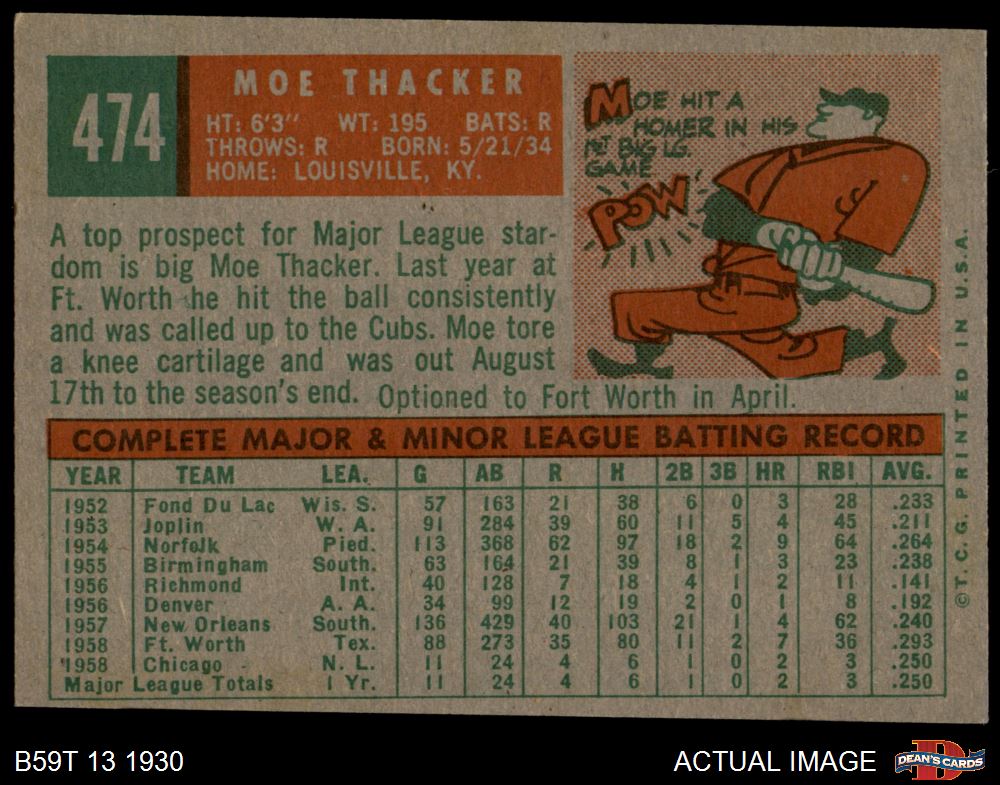 474
MOE THACKER
HT: 6'3" WT: 195 BATS: R
THROWS: R BORN: 5/21/34
HOME: LOUISVILLE, KY.
MOE HIT A
HOMER IN HIS
1ST BIG LG.
GAME
POW
A top prospect for Major League star-
dom is big Moe Thacker. Last year at
Ft. Worth he hit the ball consistently
and was called up to the Cubs. Moe tore
a knee cartilage and was out August
17th to the season's end. Optioned to Fort Worth in April.
COMPLETE MAJOR & MINOR LEAGUE BATTING RECORD
YEAR TEAM LEA. G AB R H 2B 3B HR RBI AVG.
1952 Fond Du Lac Wis. S. 57 163 21 38 6 0 3 28 .233
1953 Joplin W. A. 91 284 39 60 11 5 4 45 .211
1954 Norfolk Pied. 113 368 62 97 18 2 9 64 .264
1955 Birmingham South. 63 164 21 39 8 1 3 23 .238
1956 Richmond Int. 40 128 7 18 4 1 2 11 .141
1956 Denver A. A. 34 99 12 19 2 0 1 8 .192
1957 New Orleans South. 136 429 40 103 21 1 4 62 .240
1958 Ft. Worth Tex. 88 273 35 80 11 2 7 36 .293
1958 Chicago N. L. 11 24 4 6 1 0 2 3 .250
Major League Totals 1 Yr. 11 24 4 6 1 0 2 3 .250
©T.C.G. PRINTED IN U.S.A.
B59T 13 1930
ACTUAL IMAGE
DEAN'S CARDS